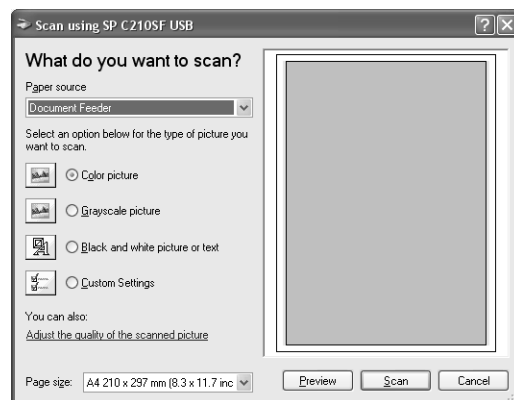 Scan using SP C210SF USB
What do you want to scan?
Paper source
Document Feeder
Select an option below for the type of picture you
want to scan.
Color picture
Grayscale picture
Black and white picture or text
Custom Settings
You can also:
Adjust the quality of the scanned picture
Page size: A4 210 x 297 mm (8.3 x 11.7 inc
Preview Scan Cancel